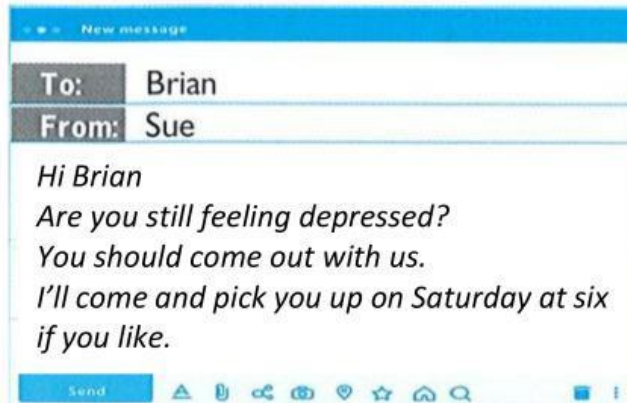 New message
To: Brian
From: Sue
Hi Brian
Are you still feeling depressed?
You should come out with us.
I'll come and pick you up on Saturday at six
if you like.
Send